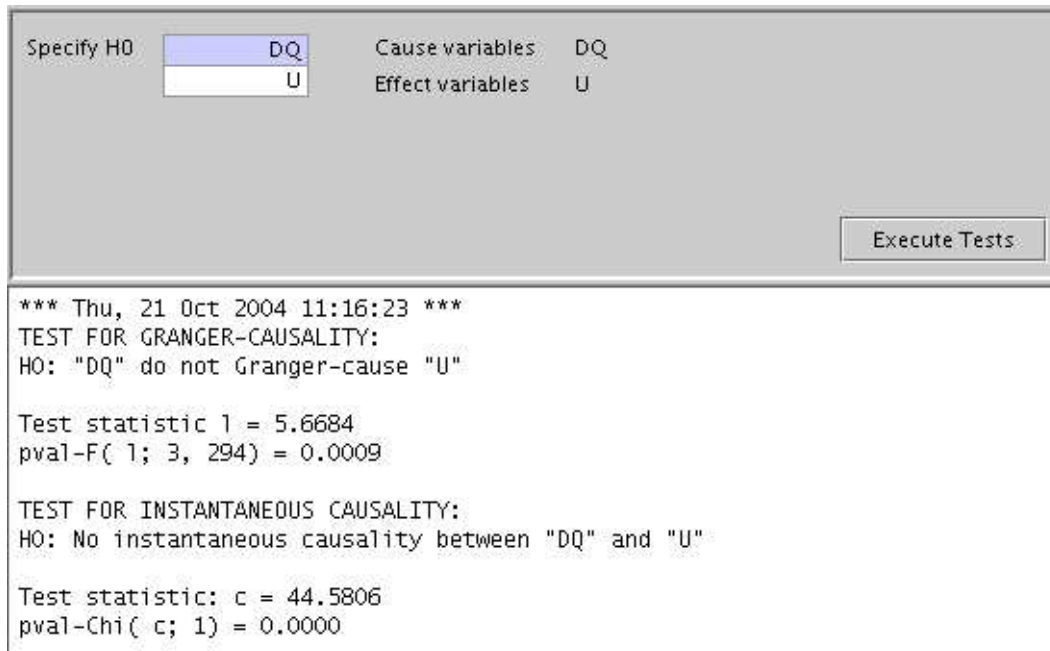 Specify H0 DQ Cause variables DQ
U Effect variables U
Execute Tests
*** Thu, 21 Oct 2004 11:16:23 ***
TEST FOR GRANGER-CAUSALITY:
H0: "DQ" do not Granger-cause "U"
Test statistic l = 5.6684
pval-F( l; 3, 294) = 0.0009
TEST FOR INSTANTANEOUS CAUSALITY:
H0: No instantaneous causality between "DQ" and "U"
Test statistic: c = 44.5806
pval-Chi( c; 1) = 0.0000